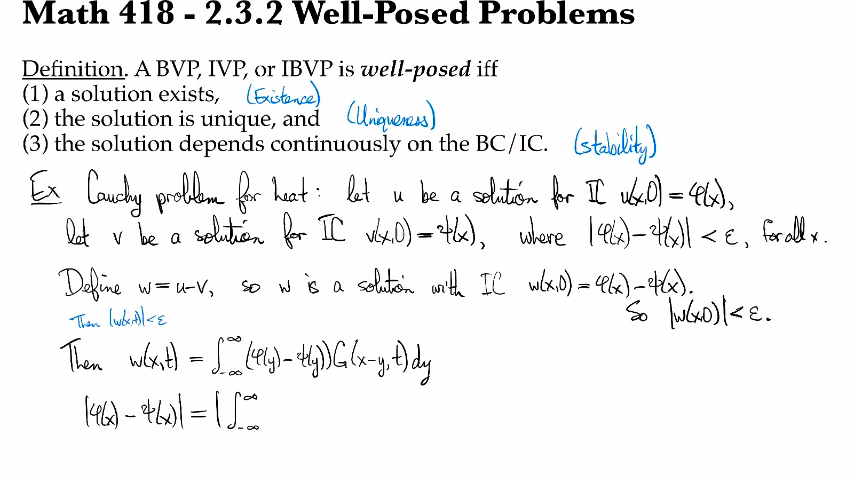 Math 418 - 2.3.2 Well-Posed Problems
Definition. A BVP, IVP, or IBVP is well-posed iff
(1) a solution exists, (Existence)
(2) the solution is unique, and (Uniqueness)
(3) the solution depends continuously on the BC/IC. (stability)
Ex Cauchy problem for heat: let u be a solution for IC u(x,0) = φ(x),
let v be a solution for IC v(x,0) = ψ(x), where |φ(x) - ψ(x)| < ε, for all x.
Define w = u-v, so w is a solution with IC w(x,0) = φ(x) - ψ(x).
So |w(x,0)| < ε.
Then |w(x,t)| < ε
Then w(x,t) = ∫_{-∞}^{∞} (φ(y) - ψ(y)) G(x-y,t) dy
|φ(x) - ψ(x)| = | ∫_{-∞}^{∞}